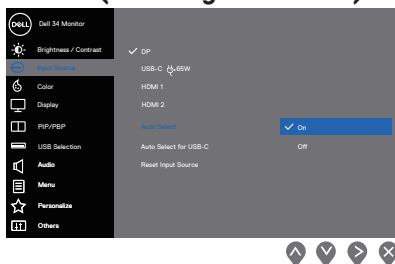 DELL
Dell 34 Monitor
Brightness / Contrast
Input Source
Color
Display
PIP/PBP
USB Selection
Audio
Menu
Personalize
Others
DP
USB-C 65W
HDMI 1
HDMI 2
Auto Select
Auto Select for USB-C
Reset Input Source
On
Off